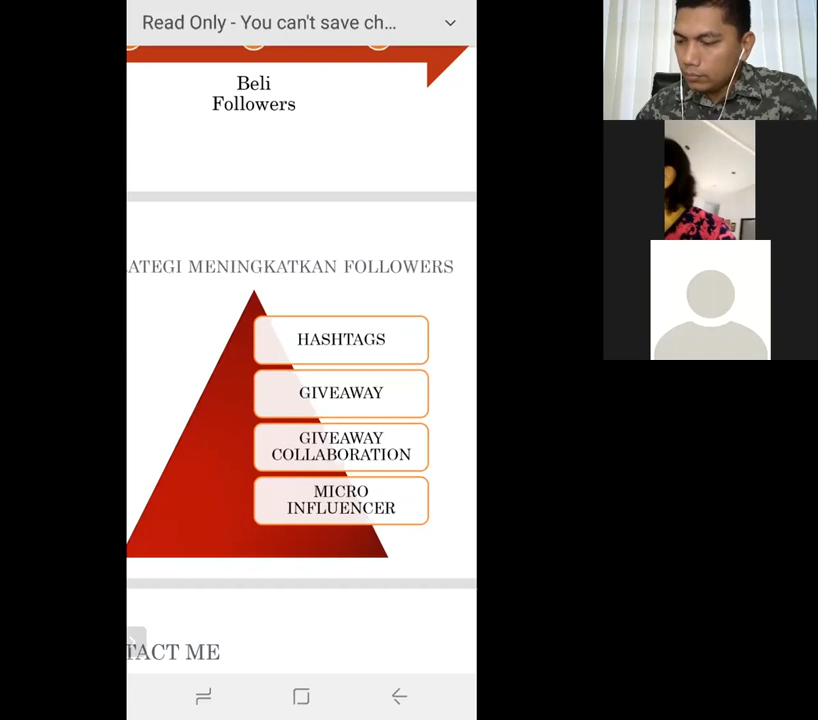 Read Only - You can't save ch...
Beli
Followers
ATEGI MENINGKATKAN FOLLOWERS
HASHTAGS
GIVEAWAY
GIVEAWAY
COLLABORATION
MICRO
INFLUENCER
TACT ME